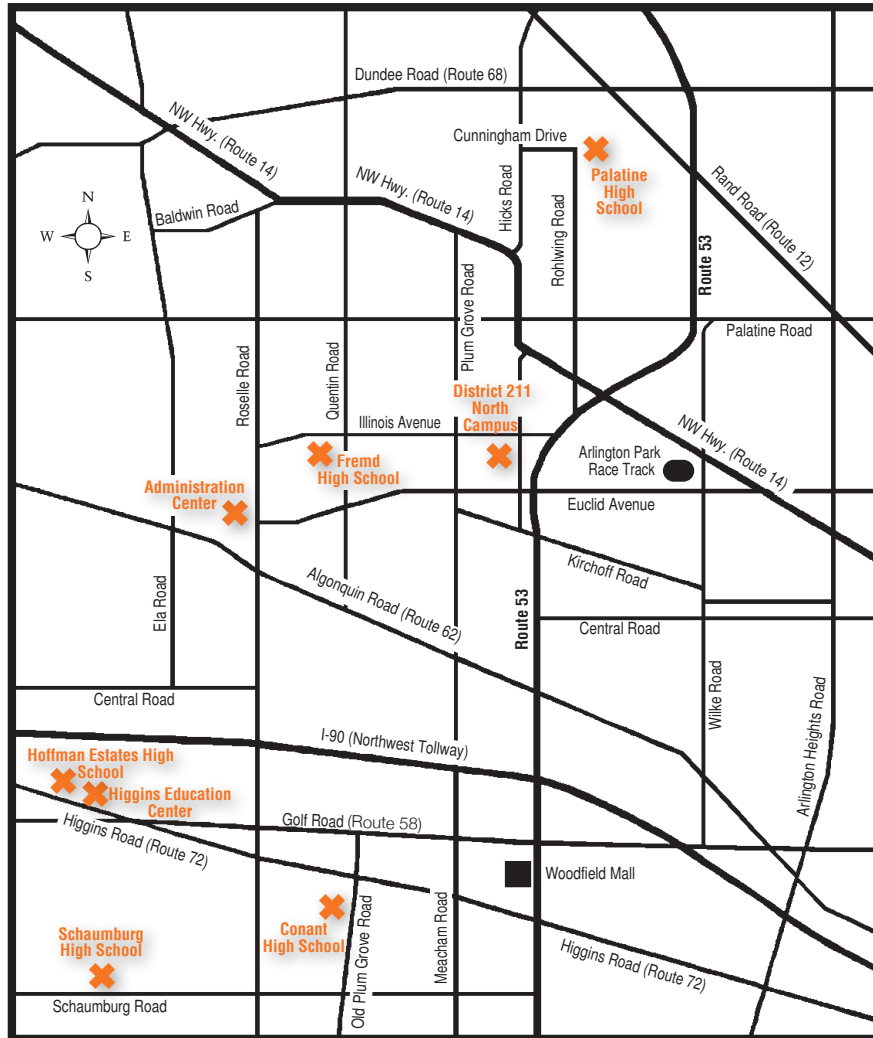 Dundee Road (Route 68)
NW Hwy. (Route 14)
Cunningham Drive
Palatine
High
School
Hicks Road
Rohlwing Road
Rand Road (Route 12)
NW Hwy. (Route 14)
Baldwin Road
N
W
E
S
Route 53
Plum Grove Road
Palatine Road
Roselle Road
Quentin Road
District 211
North
Campus
Illinois Avenue
NW Hwy. (Route 14)
Arlington Park
Race Track
Fremd
High School
Administration
Center
Euclid Avenue
Kirchoff Road
Ela Road
Algonquin Road (Route 62)
Route 53
Central Road
Wilke Road
Arlington Heights Road
Central Road
I-90 (Northwest Tollway)
Hoffman Estates High
School
Higgins Education
Center
Golf Road (Route 58)
Higgins Road (Route 72)
Woodfield Mall
Conant
High School
Old Plum Grove Road
Meacham Road
Schaumburg
High School
Higgins Road (Route 72)
Schaumburg Road